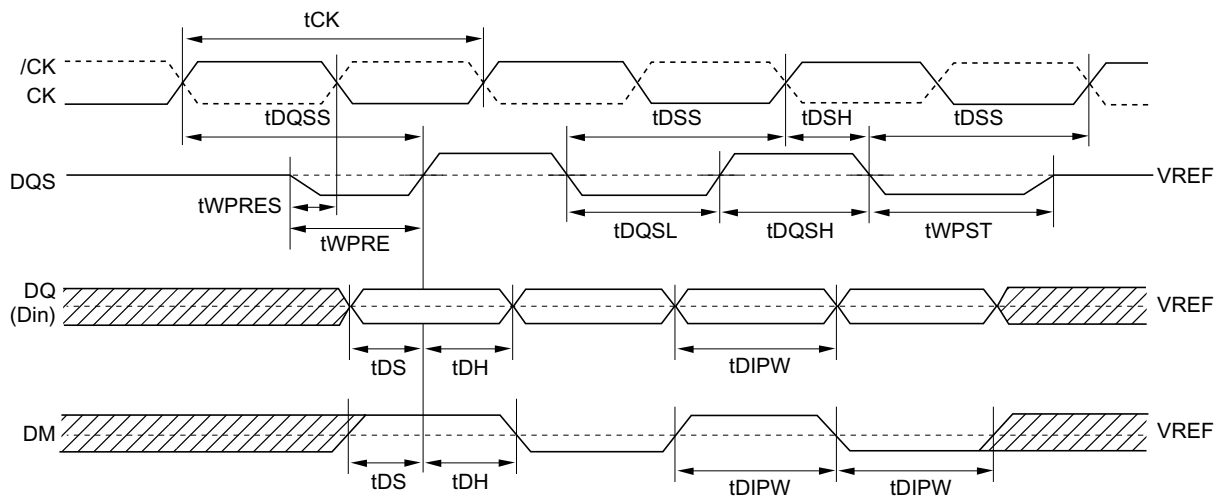 tCK
/CK
CK
tDQSS
tDSS
tDSH
tDSS
DQS
VREF
tWPRES
tWPRE
tDQSL
tDQSH
tWPST
DQ
(Din)
VREF
tDS
tDH
tDIPW
DM
VREF
tDS
tDH
tDIPW
tDIPW